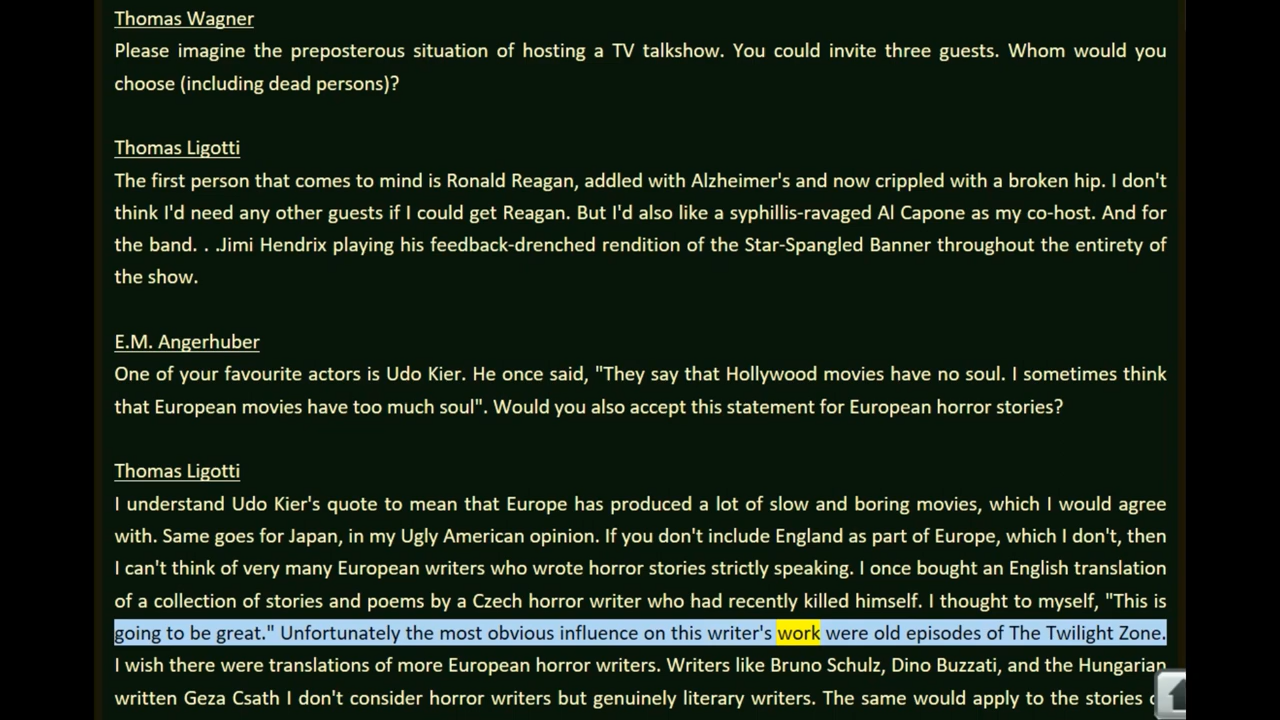 Thomas Wagner
Please imagine the preposterous situation of hosting a TV talkshow. You could invite three guests. Whom would you
choose (including dead persons)?
Thomas Ligotti
The first person that comes to mind is Ronald Reagan, addled with Alzheimer's and now crippled with a broken hip. I don't
think I'd need any other guests if I could get Reagan. But I'd also like a syphillis-ravaged Al Capone as my co-host. And for
the band. . .Jimi Hendrix playing his feedback-drenched rendition of the Star-Spangled Banner throughout the entirety of
the show.
E.M. Angerhuber
One of your favourite actors is Udo Kier. He once said, "They say that Hollywood movies have no soul. I sometimes think
that European movies have too much soul". Would you also accept this statement for European horror stories?
Thomas Ligotti
I understand Udo Kier's quote to mean that Europe has produced a lot of slow and boring movies, which I would agree
with. Same goes for Japan, in my Ugly American opinion. If you don't include England as part of Europe, which I don't, then
I can't think of very many European writers who wrote horror stories strictly speaking. I once bought an English translation
of a collection of stories and poems by a Czech horror writer who had recently killed himself. I thought to myself, "This is
going to be great." Unfortunately the most obvious influence on this writer's work were old episodes of The Twilight Zone.
I wish there were translations of more European horror writers. Writers like Bruno Schulz, Dino Buzzati, and the Hungarian
written Geza Csath I don't consider horror writers but genuinely literary writers. The same would apply to the stories